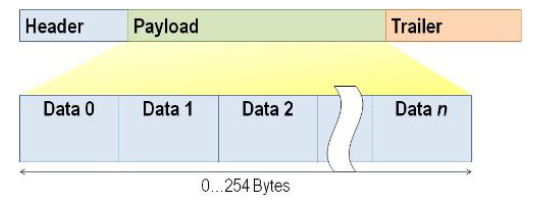 Header Payload Trailer
Data 0 Data 1 Data 2 Data n
0...254 Bytes